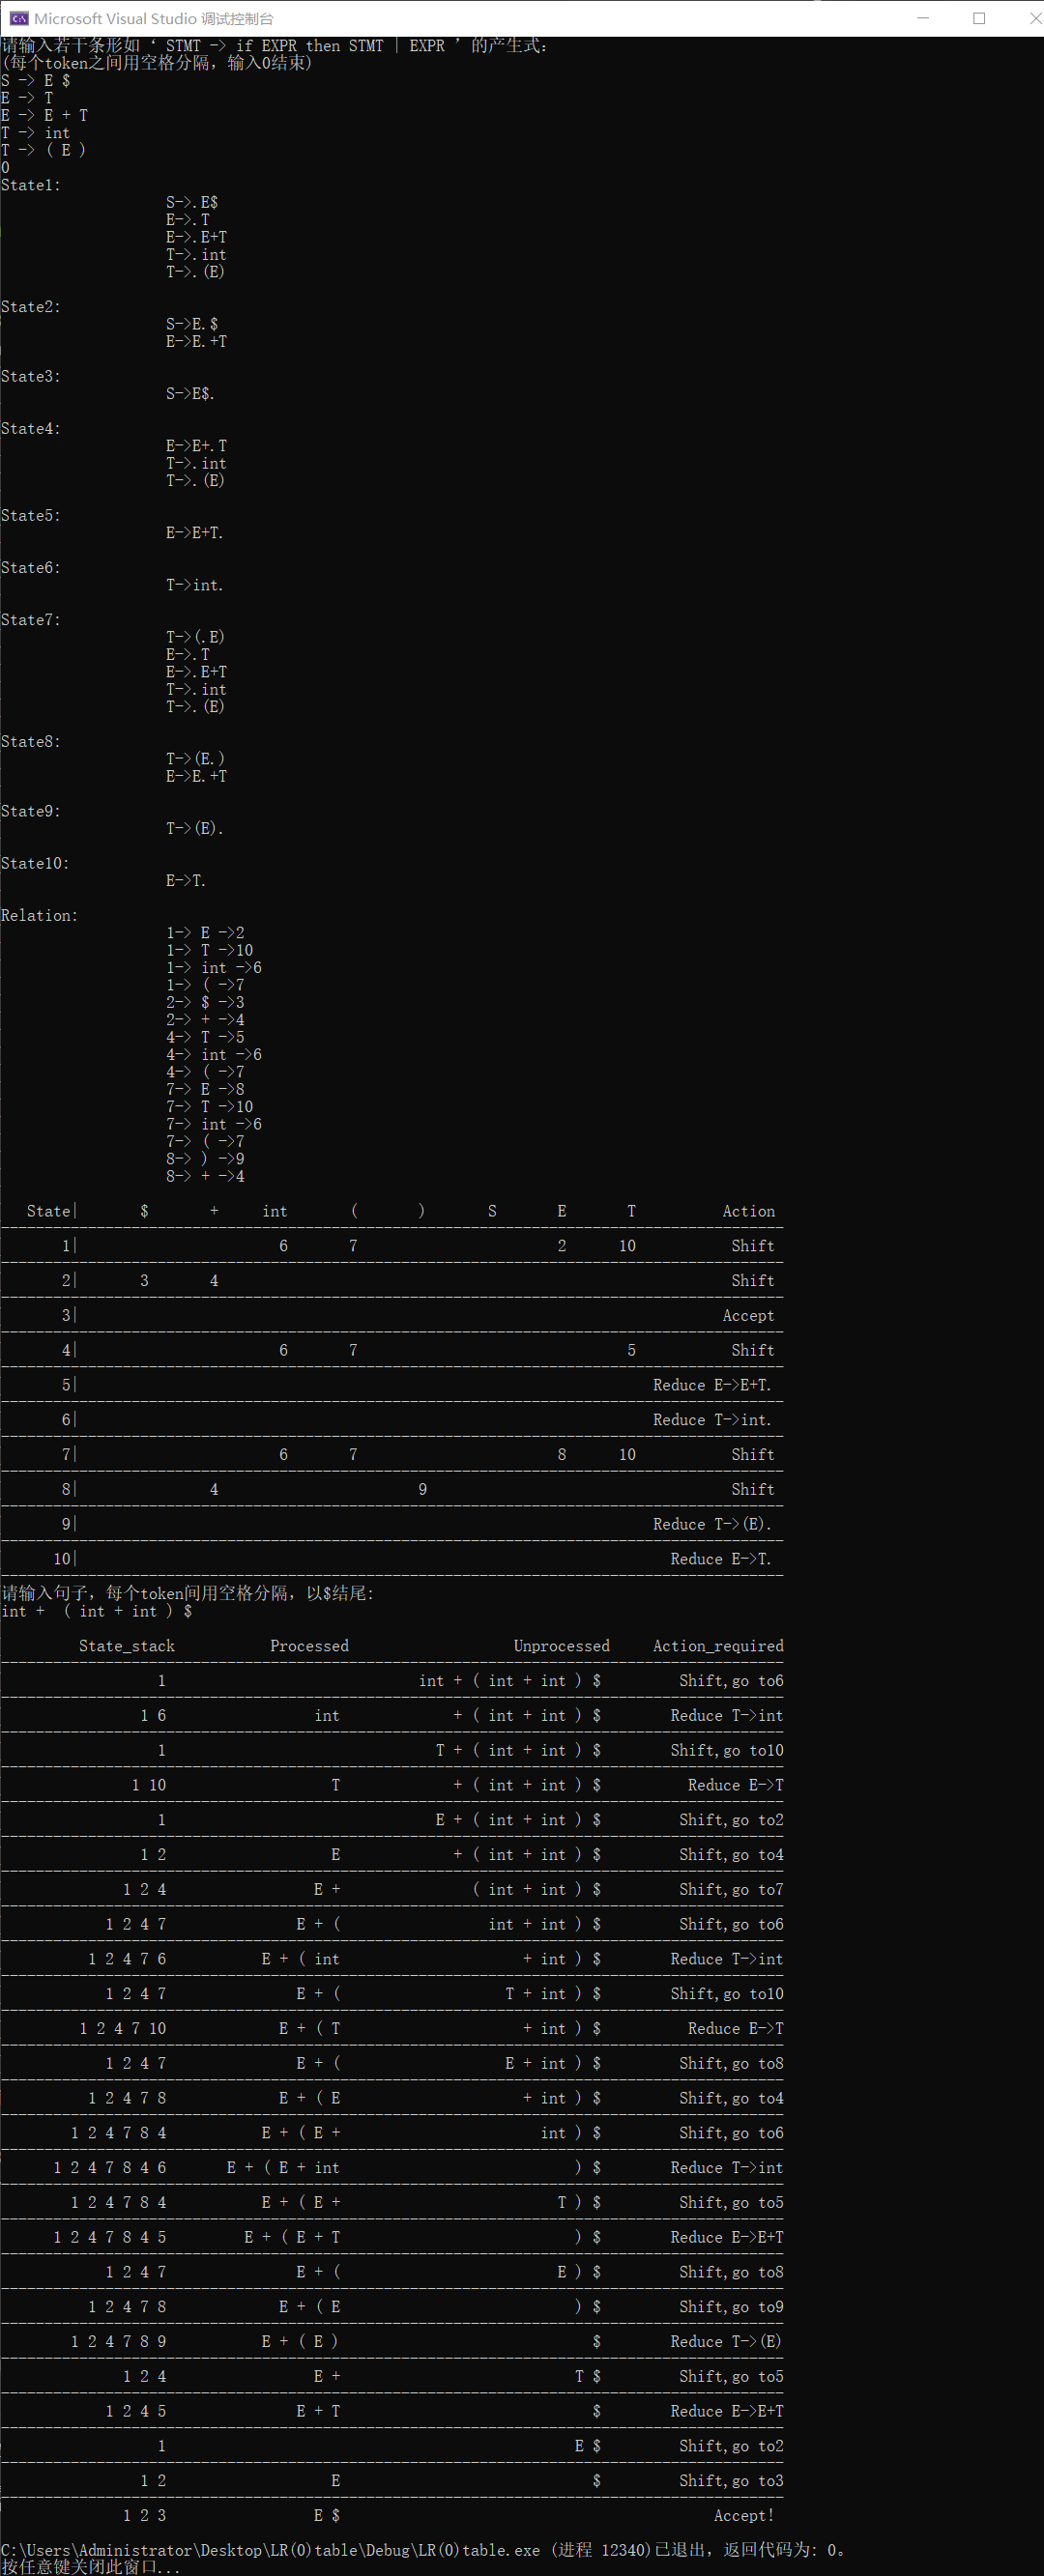 Microsoft Visual Studio 调试控制台
请输入若干条形如 ‘ STMT -> if EXPR then STMT | EXPR ’ 的产生式:
(每个token之间用空格分隔，输入0结束)
S -> E $
E -> T
E -> E + T
T -> int
T -> ( E )
0
State1:
S->.E$
E->.T
E->.E+T
T->.int
T->.(E)
State2:
S->E.$
E->E.+T
State3:
S->E$.
State4:
E->E+.T
T->.int
T->.(E)
State5:
E->E+T.
State6:
T->int.
State7:
T->(.E)
E->.T
E->.E+T
T->.int
T->.(E)
State8:
T->(E.)
E->E.+T
State9:
T->(E).
State10:
E->T.
Relation:
1-> E ->2
1-> T ->10
1-> int ->6
1-> ( ->7
2-> $ ->3
2-> + ->4
4-> T ->5
4-> int ->6
4-> ( ->7
7-> E ->8
7-> T ->10
7-> int ->6
7-> ( ->7
8-> ) ->9
8-> + ->4
State| $ + int ( ) S E T Action
1| 6 7 2 10 Shift
2| 3 4 Shift
3| Accept
4| 6 7 5 Shift
5| Reduce E->E+T.
6| Reduce T->int.
7| 6 7 8 10 Shift
8| 4 9 Shift
9| Reduce T->(E).
10| Reduce E->T.
请输入句子，每个token间用空格分隔，以$结尾:
int +  ( int + int ) $
State_stack Processed Unprocessed Action_required
1 int + ( int + int ) $ Shift,go to6
1 6 int + ( int + int ) $ Reduce T->int
1 T + ( int + int ) $ Shift,go to10
1 10 T + ( int + int ) $ Reduce E->T
1 E + ( int + int ) $ Shift,go to2
1 2 E + ( int + int ) $ Shift,go to4
1 2 4 E + ( int + int ) $ Shift,go to7
1 2 4 7 E + ( int + int ) $ Shift,go to6
1 2 4 7 6 E + ( int + int ) $ Reduce T->int
1 2 4 7 E + ( T + int ) $ Shift,go to10
1 2 4 7 10 E + ( T + int ) $ Reduce E->T
1 2 4 7 E + ( E + int ) $ Shift,go to8
1 2 4 7 8 E + ( E + int ) $ Shift,go to4
1 2 4 7 8 4 E + ( E + int ) $ Shift,go to6
1 2 4 7 8 4 6 E + ( E + int ) $ Reduce T->int
1 2 4 7 8 4 E + ( E + T ) $ Shift,go to5
1 2 4 7 8 4 5 E + ( E + T ) $ Reduce E->E+T
1 2 4 7 E + ( E ) $ Shift,go to8
1 2 4 7 8 E + ( E ) $ Shift,go to9
1 2 4 7 8 9 E + ( E ) $ Reduce T->(E)
1 2 4 E + T $ Shift,go to5
1 2 4 5 E + T $ Reduce E->E+T
1 E $ Shift,go to2
1 2 E $ Shift,go to3
1 2 3 E $ Accept!
C:\Users\Administrator\Desktop\LR(0)table\Debug\LR(0)table.exe (进程 12340)已退出，返回代码为: 0。
按任意键关闭此窗口...